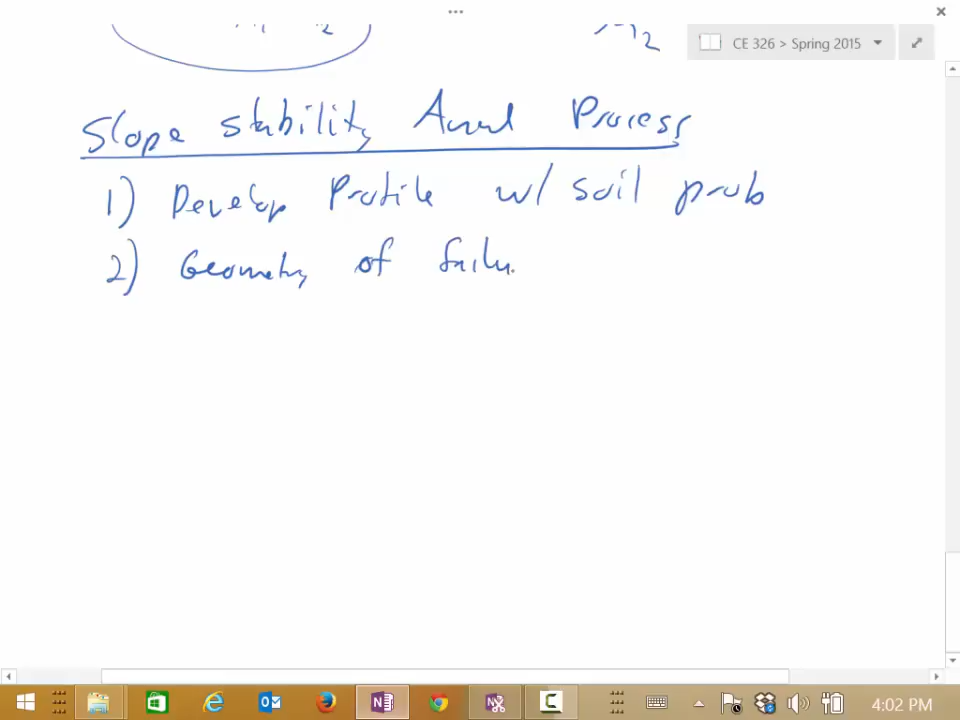 CE 326 > Spring 2015
Slope stability Anal Process
1) Develop Profile w/ soil prob
2) Geometry of failu
4:02 PM